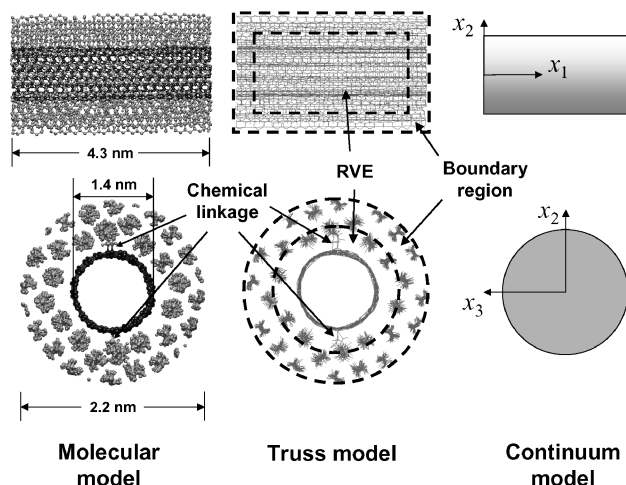 x2
x1
4.3 nm
RVE
Boundary
region
1.4 nm
Chemical
linkage
x2
x3
2.2 nm
Molecular
model
Truss model
Continuum
model